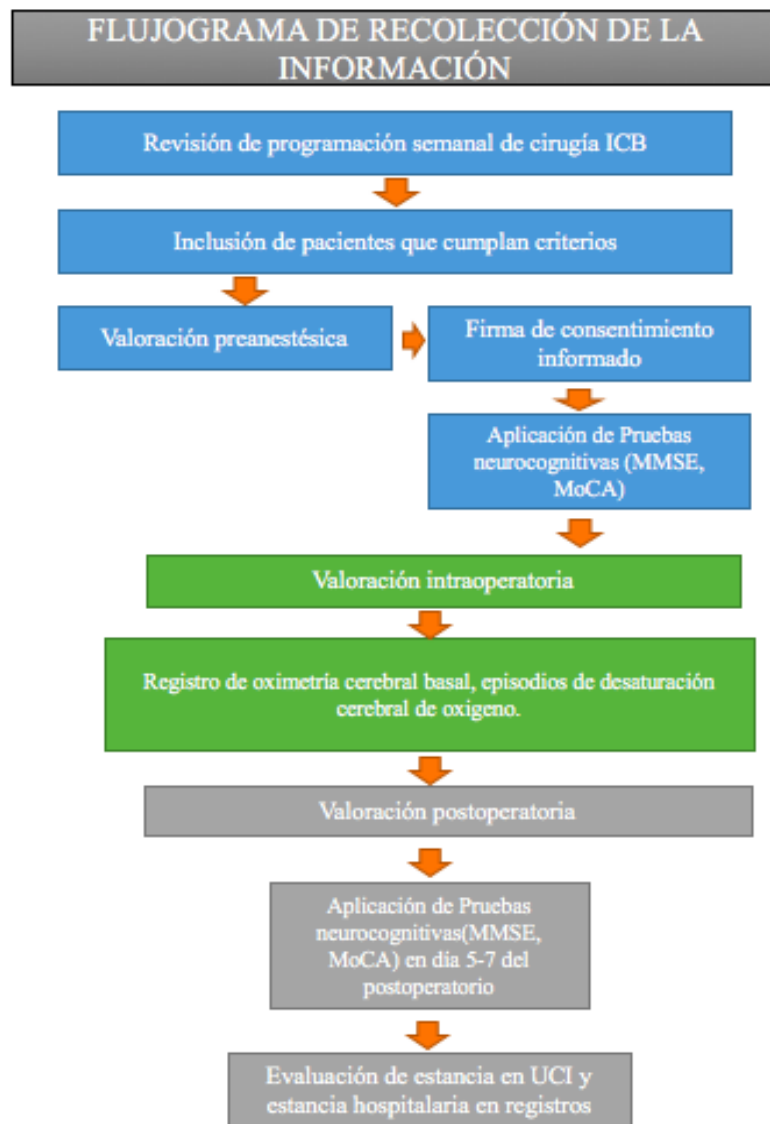 FLUJOGRAMA DE RECOLECCIÓN DE LA
INFORMACIÓN
Revisión de programación semanal de cirugía ICB
Inclusión de pacientes que cumplan criterios
Valoración preanestésica
Firma de consentimiento
informado
Aplicación de Pruebas
neurocognitivas (MMSE,
MoCA)
Valoración intraoperatoria
Registro de oximetría cerebral basal, episodios de desaturación
cerebral de oxigeno.
Valoración postoperatoria
Aplicación de Pruebas
neurocognitivas(MMSE,
MoCA) en día 5-7 del
postoperatorio
Evaluación de estancia en UCI y
estancia hospitalaria en registros